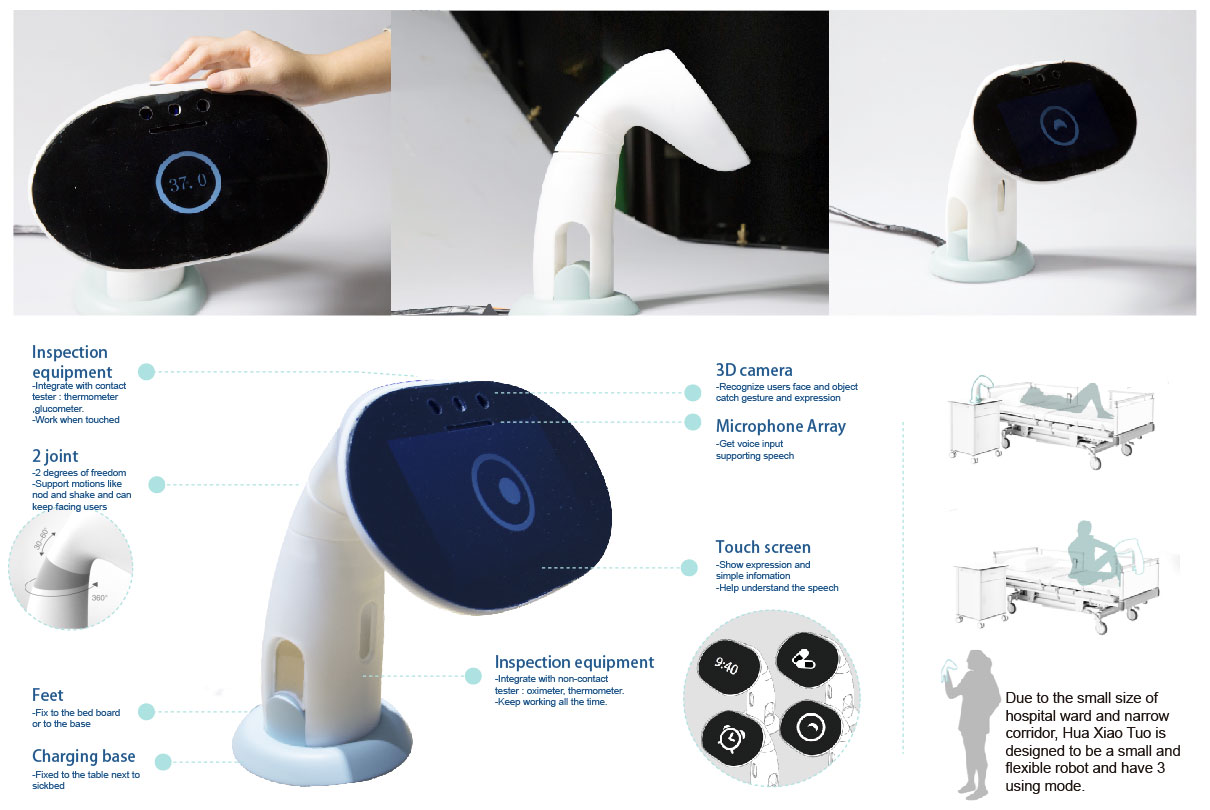 37.0
Inspection
equipment
-Integrate with contact
tester : thermometer
,glucometer.
-Work when touched
2 joint
-2 degrees of freedom
-Support motions like
nod and shake and can
keep facing users
30-60°
360°
Feet
-Fix to the bed board
or to the base
Charging base
-Fixed to the table next to
sickbed
3D camera
-Recognize users face and object
catch gesture and expression
Microphone Array
-Get voice input
supporting speech
Touch screen
-Show expression and
simple infomation
-Help understand the speech
Inspection equipment
-Integrate with non-contact
tester : oximeter, thermometer.
-Keep working all the time.
9:40
Due to the small size of
hospital ward and narrow
corridor, Hua Xiao Tuo is
designed to be a small and
flexible robot and have 3
using mode.